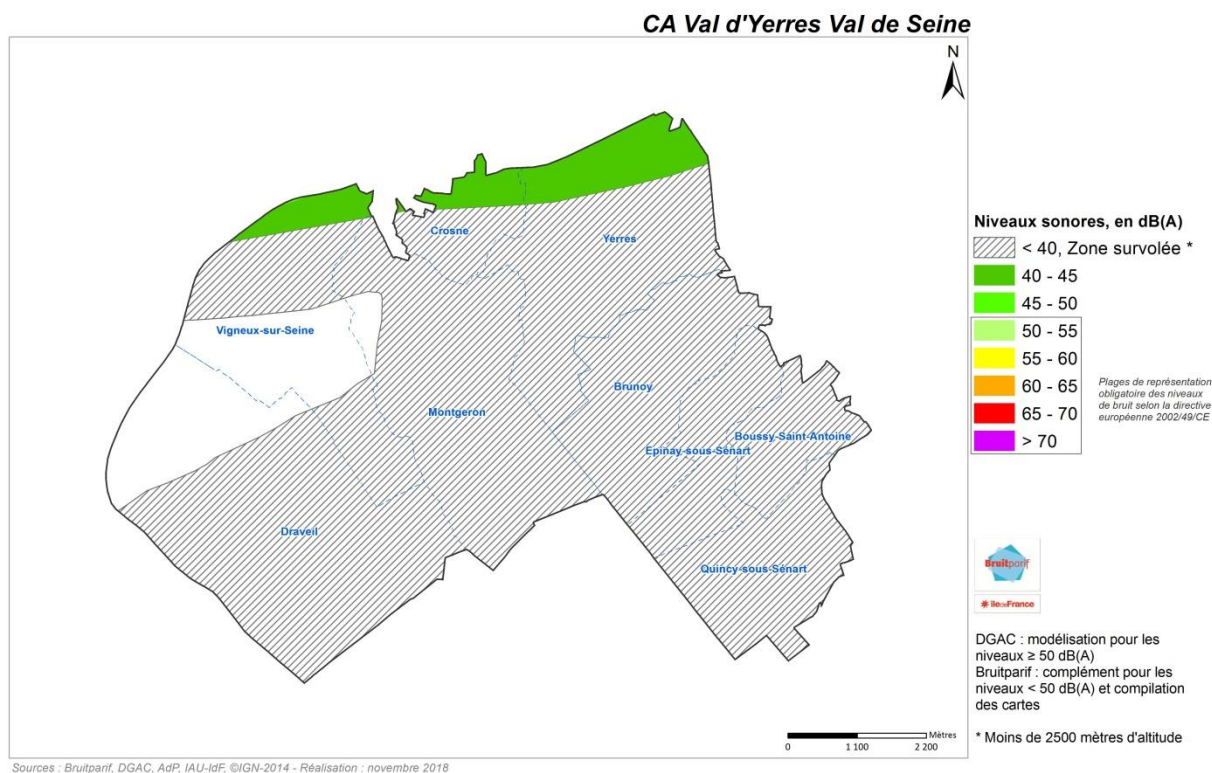 CA Val d'Yerres Val de Seine
N
Crosne
Yerres
Vigneux-sur-Seine
Brunoy
Montgeron
Boussy-Saint-Antoine
Epinay-sous-Sénart
Draveil
Quincy-sous-Sénart
Niveaux sonores, en dB(A)
< 40, Zone survolée *
40 - 45
45 - 50
50 - 55
55 - 60
60 - 65
65 - 70
> 70
Plages de représentation
obligatoire des niveaux
de bruit selon la directive
européenne 2002/49/CE
Bruitparif
îledeFrance
DGAC : modélisation pour les
niveaux ≥ 50 dB(A)
Bruitparif : complément pour les
niveaux < 50 dB(A) et compilation
des cartes
* Moins de 2500 mètres d'altitude
Mètres
0 1 100 2 200
Sources : Bruitparif, DGAC, AdP, IAU-IdF, ©IGN-2014 - Réalisation : novembre 2018